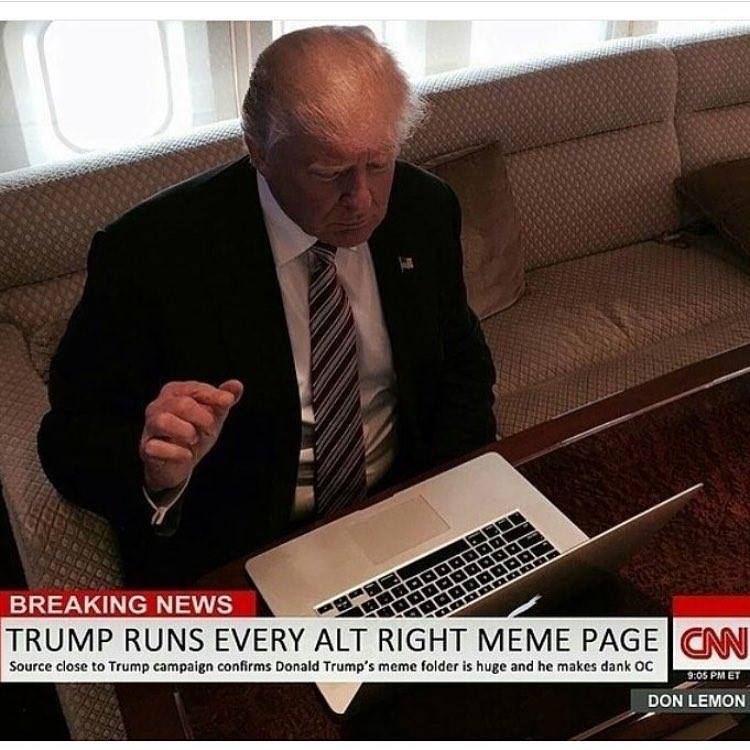 BREAKING NEWS
TRUMP RUNS EVERY ALT RIGHT MEME PAGE
Source close to Trump campaign confirms Donald Trump's meme folder is huge and he makes dank OC
CNN
9:05 PM ET
DON LEMON